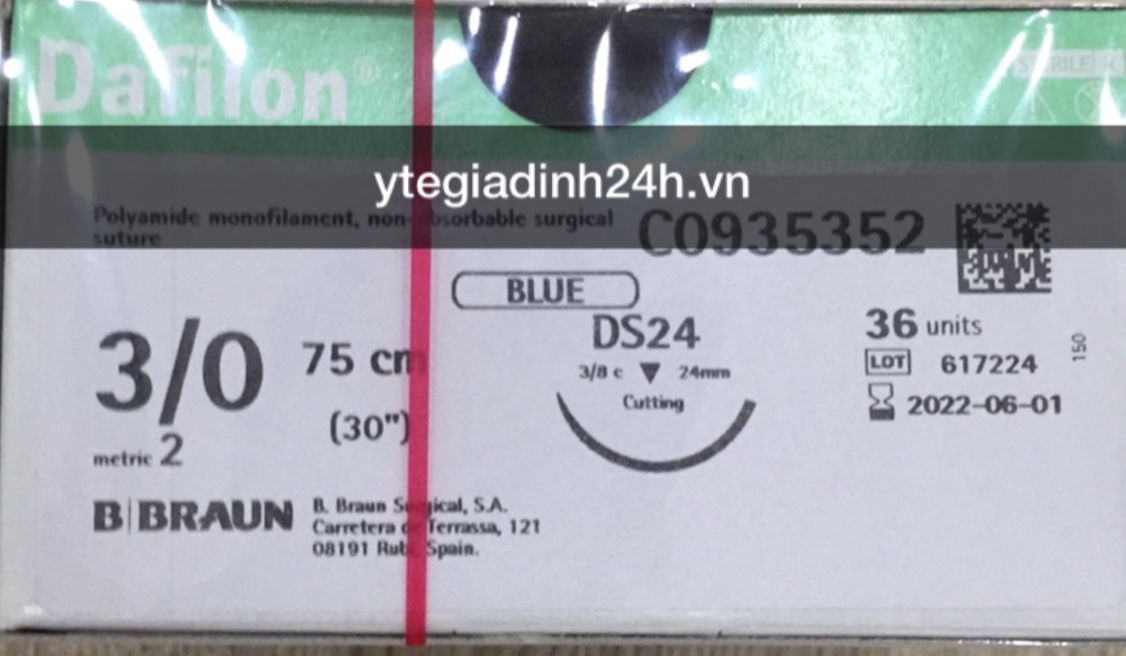 Dafilon®
STERILE R
ytegiadinh24h.vn
Polyamide monofilament, non-absorbable surgical
suture
C0935352
BLUE
DS24
3/8 c 24mm
Cutting
3/0
75 cm
(30")
metric 2
36 units
LOT 617224
2022-06-01
150
B|BRAUN
B. Braun Surgical, S.A.
Carretera de Terrassa, 121
08191 Rubí, Spain.